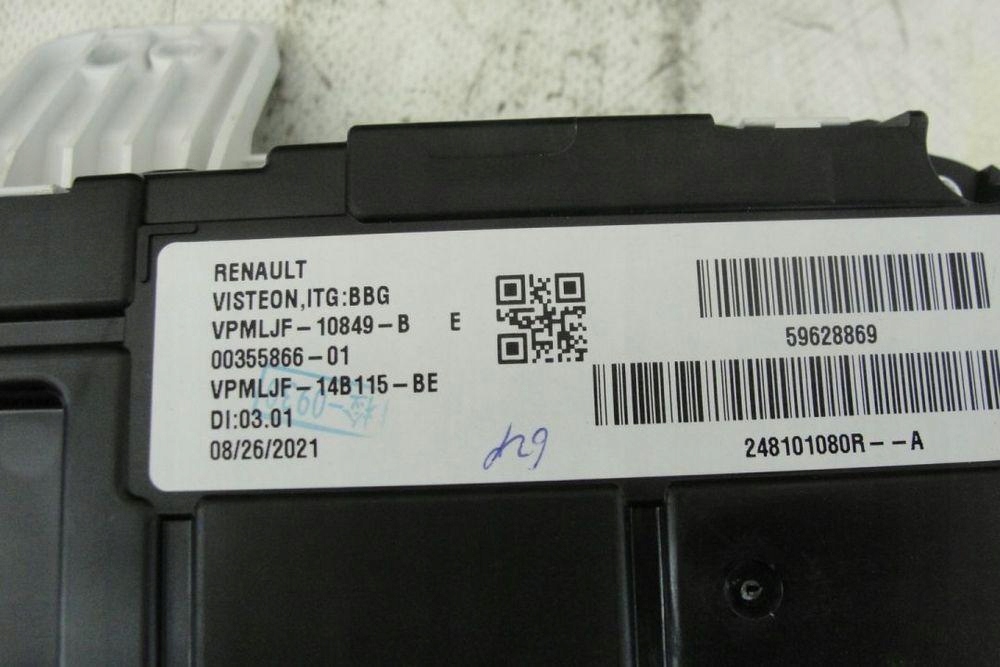 RENAULT
VISTEON,ITG:BBG
VPMLJF-10849-B E
00355866-01
VPMLJF-14B115-BE
DI:03.01
08/26/2021
59628869
248101080R--A